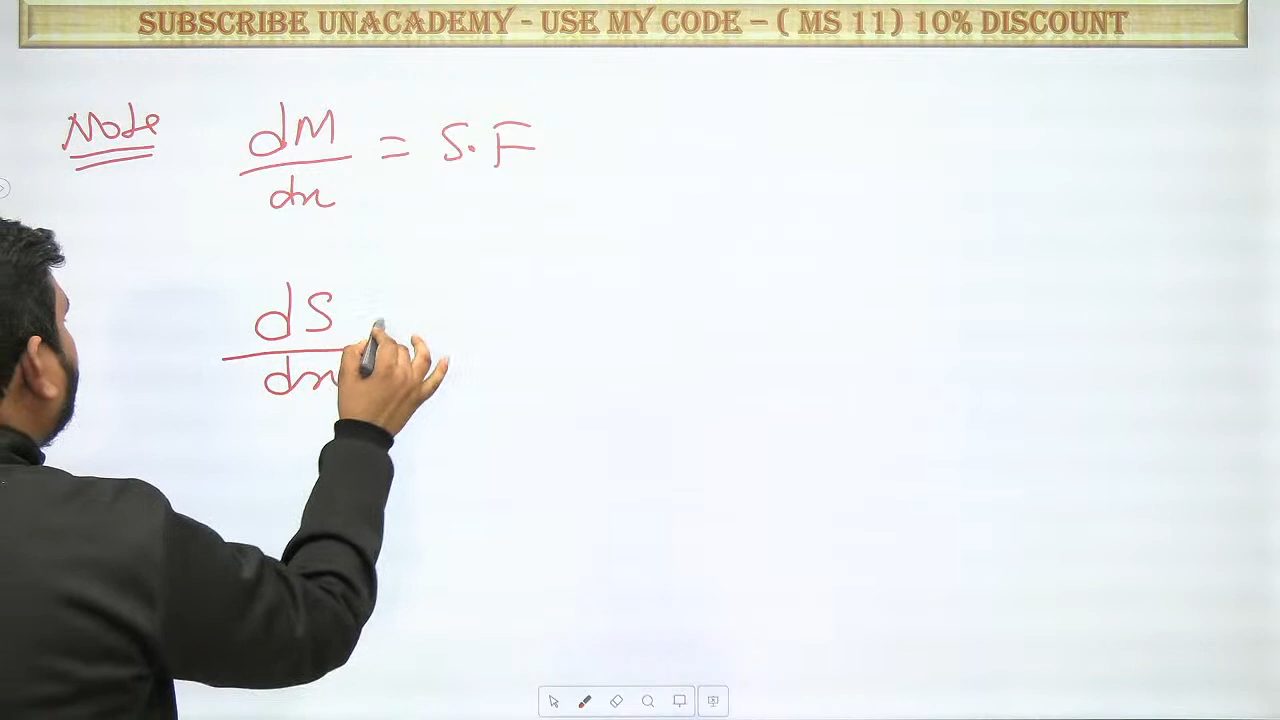 SUBSCRIBE UNACADEMY - USE MY CODE – ( MS 11) 10% DISCOUNT
Note
dM/dx = S.F
dS/dx